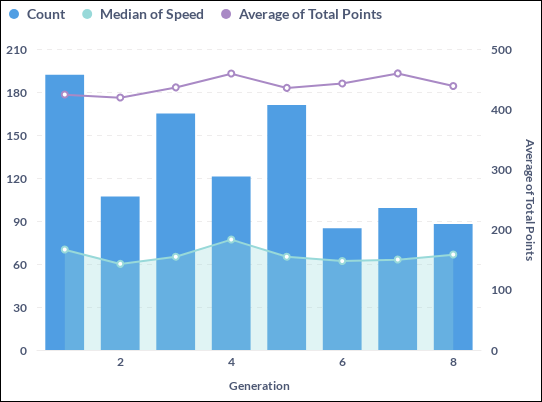 Count Median of Speed Average of Total Points
210 500
180
400
150
120 300
90
200
60
100
30
0 0
2 4 6 8
Generation
Average of Total Points